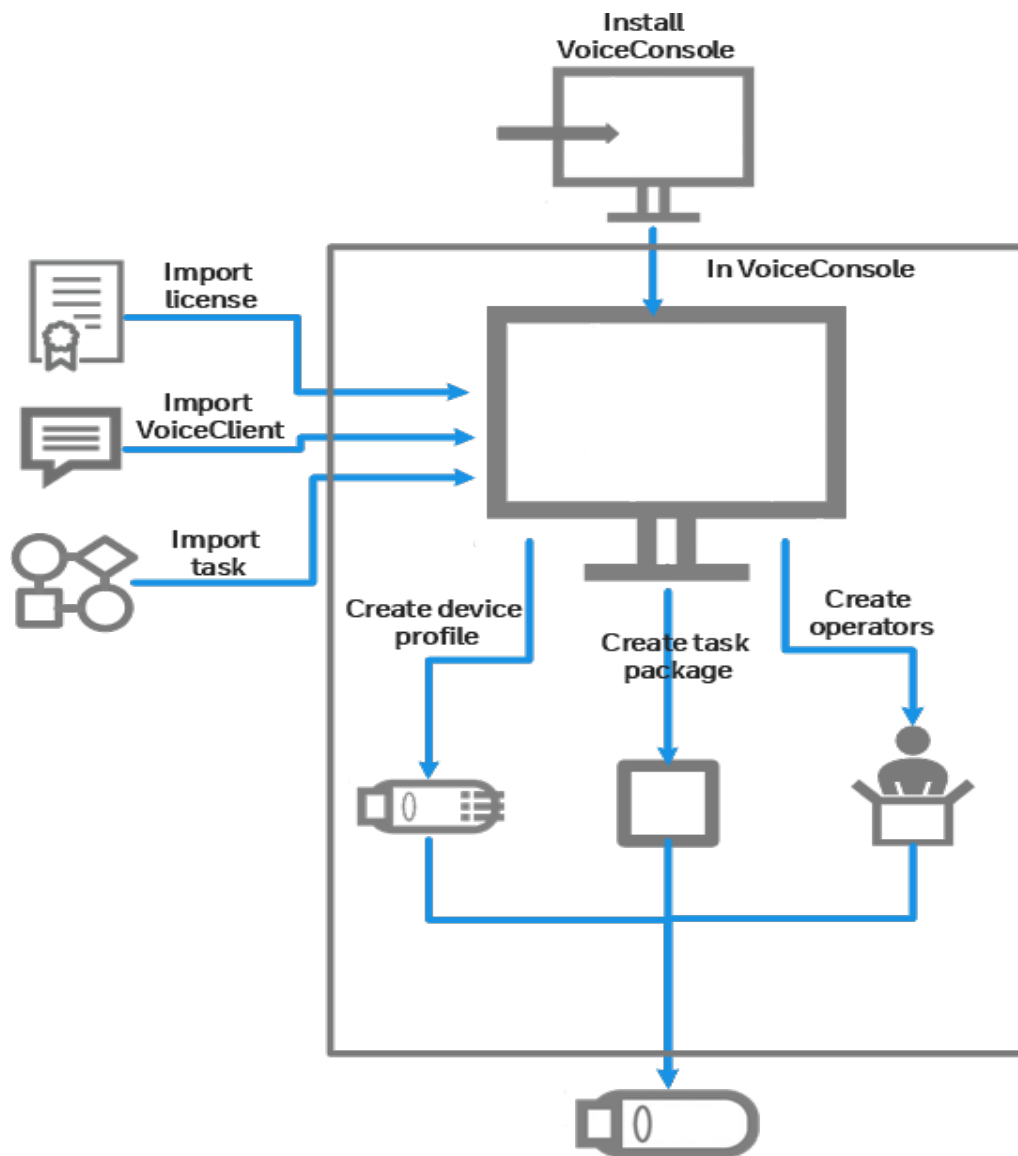 Install
VoiceConsole
In VoiceConsole
Import
license
Import
VoiceClient
Import
task
Create device
profile
Create task
package
Create
operators